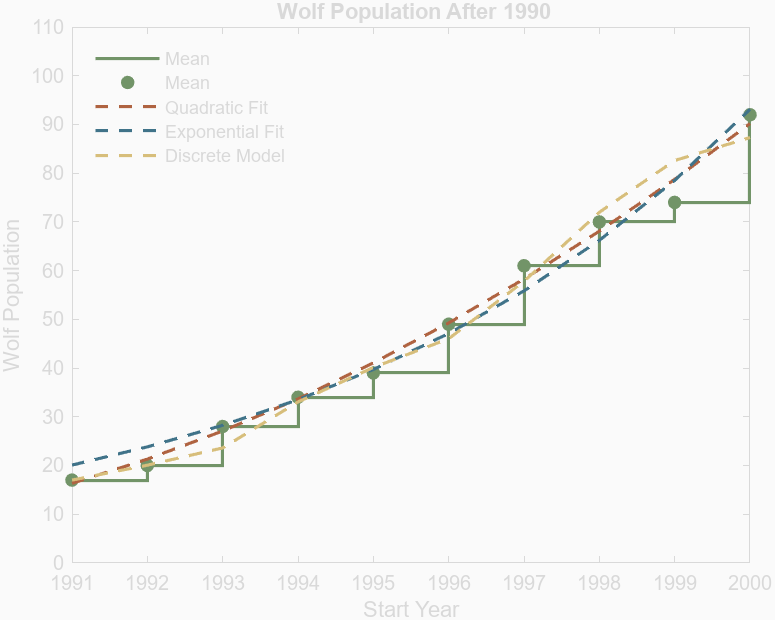 Wolf Population After 1990
110
100
90
80
70
60
50
40
30
20
10
0
Wolf Population
Mean
Mean
Quadratic Fit
Exponential Fit
Discrete Model
1991 1992 1993 1994 1995 1996 1997 1998 1999 2000
Start Year